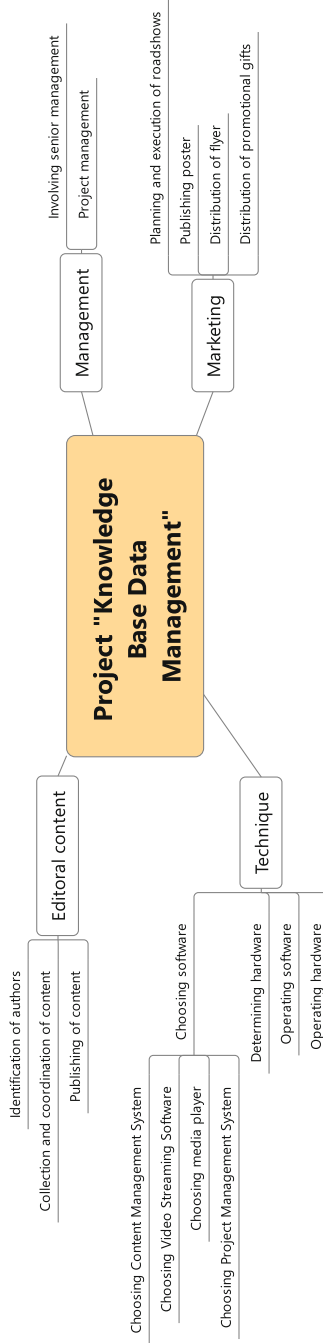 Project "Knowledge
Base Data
Management"
Management
Involving senior management
Project management
Marketing
Planning and execution of roadshows
Publishing poster
Distribution of flyer
Distribution of promotional gifts
Editoral content
Identification of authors
Collection and coordination of content
Publishing of content
Technique
Choosing software
Choosing Content Management System
Choosing Video Streaming Software
Choosing media player
Choosing Project Management System
Determining hardware
Operating software
Operating hardware